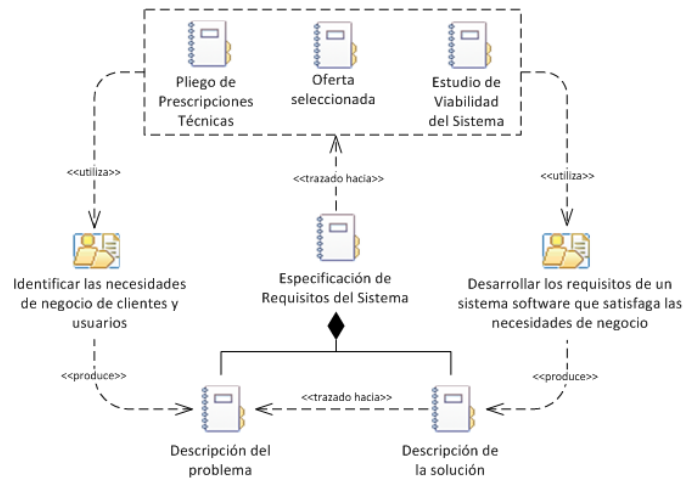 Pliego de
Prescripciones
Técnicas
Oferta
seleccionada
Estudio de
Viabilidad
del Sistema
<<utiliza>>
<<trazado hacia>>
<<utiliza>>
Identificar las necesidades
de negocio de clientes y
usuarios
Especificación de
Requisitos del Sistema
Desarrollar los requisitos de un
sistema software que satisfaga las
necesidades de negocio
<<produce>>
<<trazado hacia>>
<<produce>>
Descripción del
problema
Descripción de
la solución